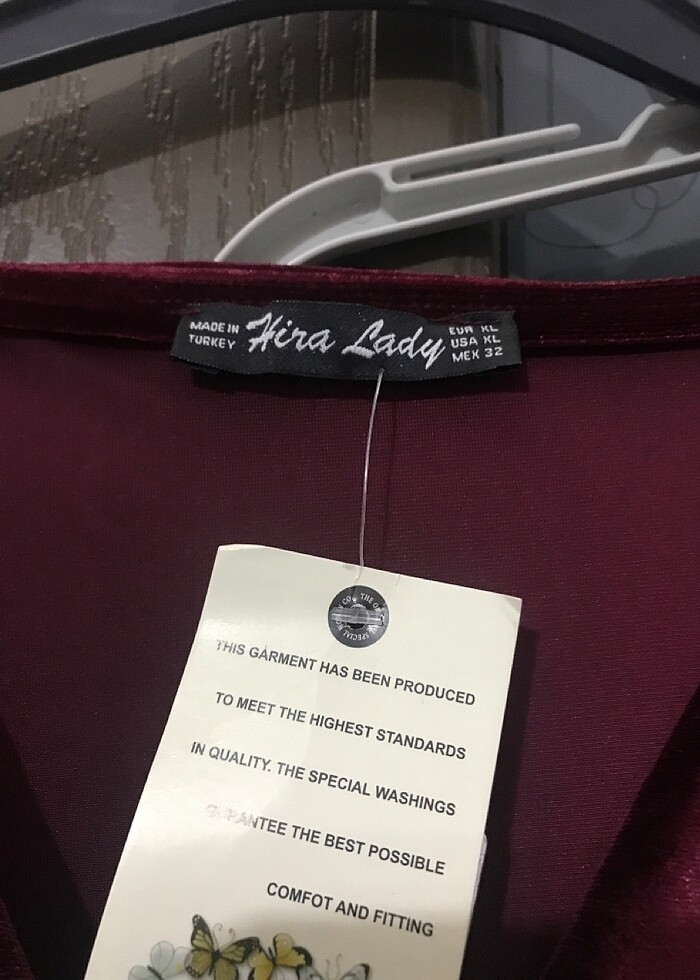 MADE IN
TURKEY
Hira Lady
EUR XL
USA XL
MEX 32
THIS GARMENT HAS BEEN PRODUCED
TO MEET THE HIGHEST STANDARDS
IN QUALITY. THE SPECIAL WASHINGS
THE BEST POSSIBLE
COMFOT AND FITTING